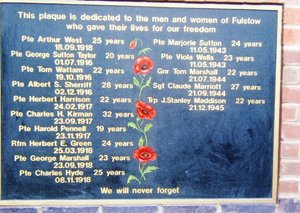 This plaque is dedicated to the men and women of Fulstow
who gave their lives for our freedom
Pte Arthur West 25 years
18.09.1918
Pte George Sutton Taylor 20 years
01.07.1916
Pte Tom Wattam 22 years
19.10.1916
Pte Albert S. Sherriff 28 years
02.12.1916
Pte Herbert Harrison 22 years
24.02.1917
Pte Charles H. Kirman 32 years
23.09.1917
Pte Harold Pennell 19 years
23.11.1917
Rfm Herbert E. Green 24 years
25.03.1918
Pte George Marshall 23 years
23.09.1918
Pte Charles Hyde 25 years
08.11.1918
Pte Marjorie Sutton 24 years
11.05.1943
Pte Viola Wells 23 years
11.05.1943
Gnr Tom Marshall 22 years
21.07.1944
Sgt Claude Marriott 27 years
21.09.1944
Trp J.Stanley Maddison 22 years
21.12.1945
We will never forget